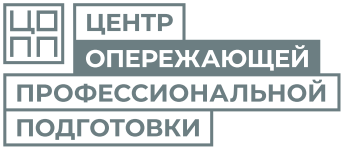 ЦО
ПП
ЦЕНТР
ОПЕРЕЖАЮЩЕЙ
ПРОФЕССИОНАЛЬНОЙ
ПОДГОТОВКИ